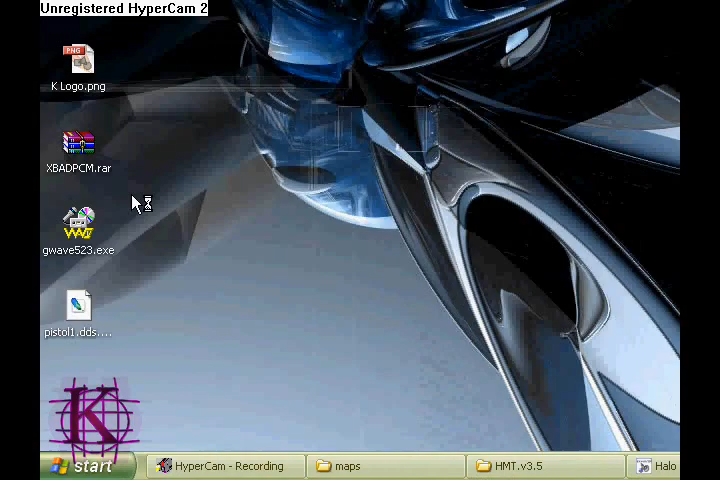 Unregistered HyperCam 2
PNG
K Logo.png
XBADPCM.rar
WAV
gwave523.exe
pistol1.dds....
K
start
HyperCam - Recording
maps
HMT.v3.5
Halo